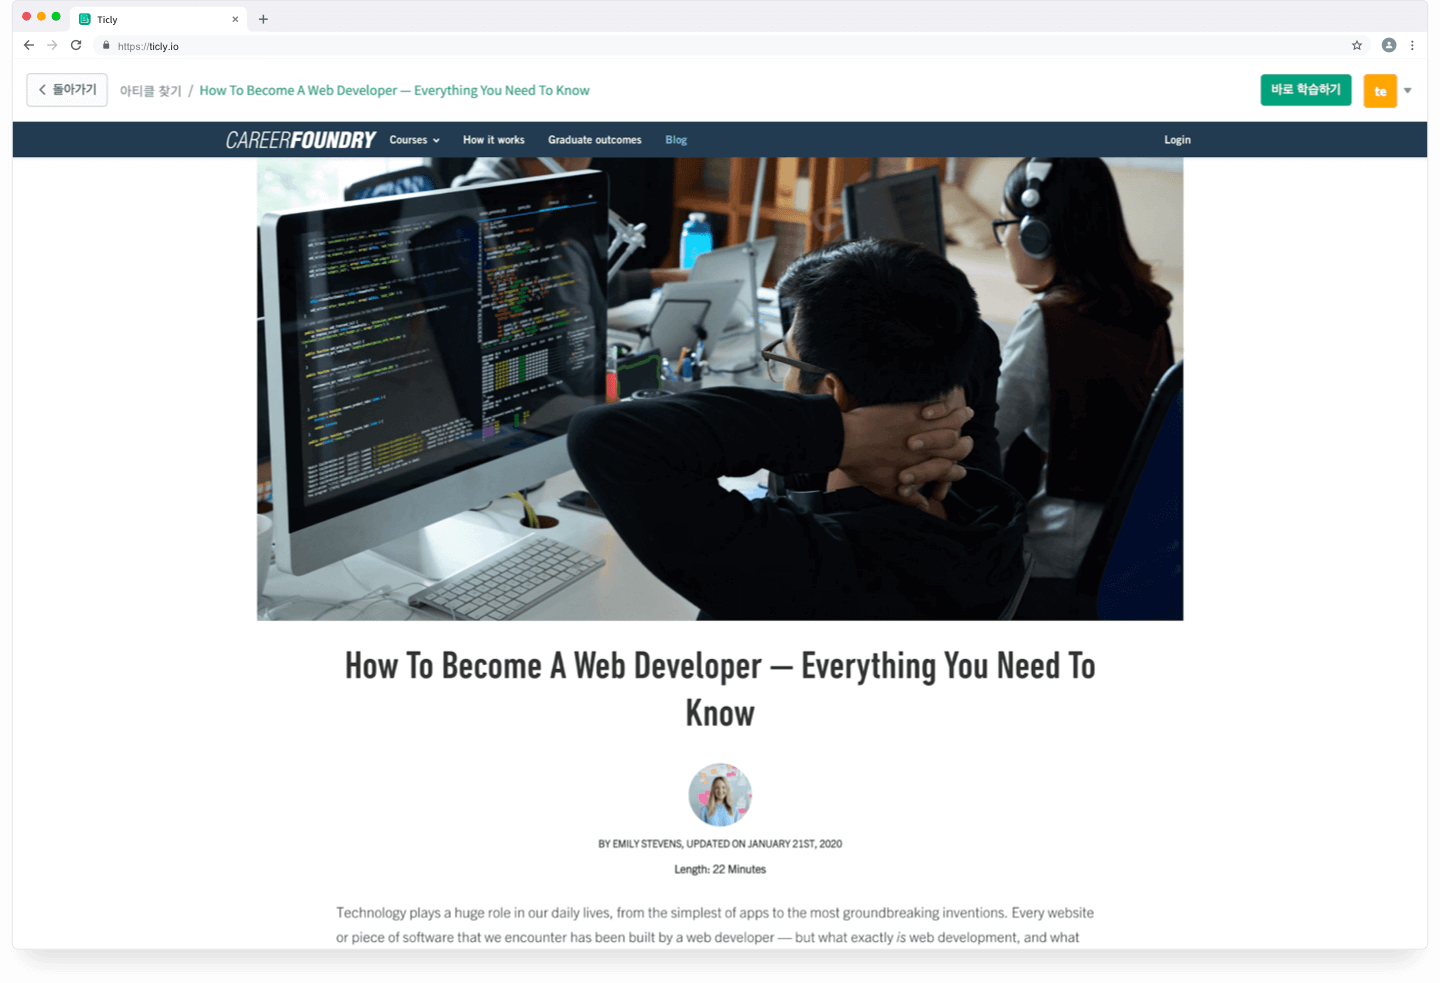 Ticly
https://ticly.io
돌아가기
아티클 찾기 / How To Become A Web Developer — Everything You Need To Know
바로 학습하기
te
CAREERFOUNDRY
Courses
How it works
Graduate outcomes
Blog
Login
How To Become A Web Developer — Everything You Need To
Know
BY EMILY STEVENS, UPDATED ON JANUARY 21ST, 2020
Length: 22 Minutes
Technology plays a huge role in our daily lives, from the simplest of apps to the most groundbreaking inventions. Every website
or piece of software that we encounter has been built by a web developer — but what exactly is web development, and what